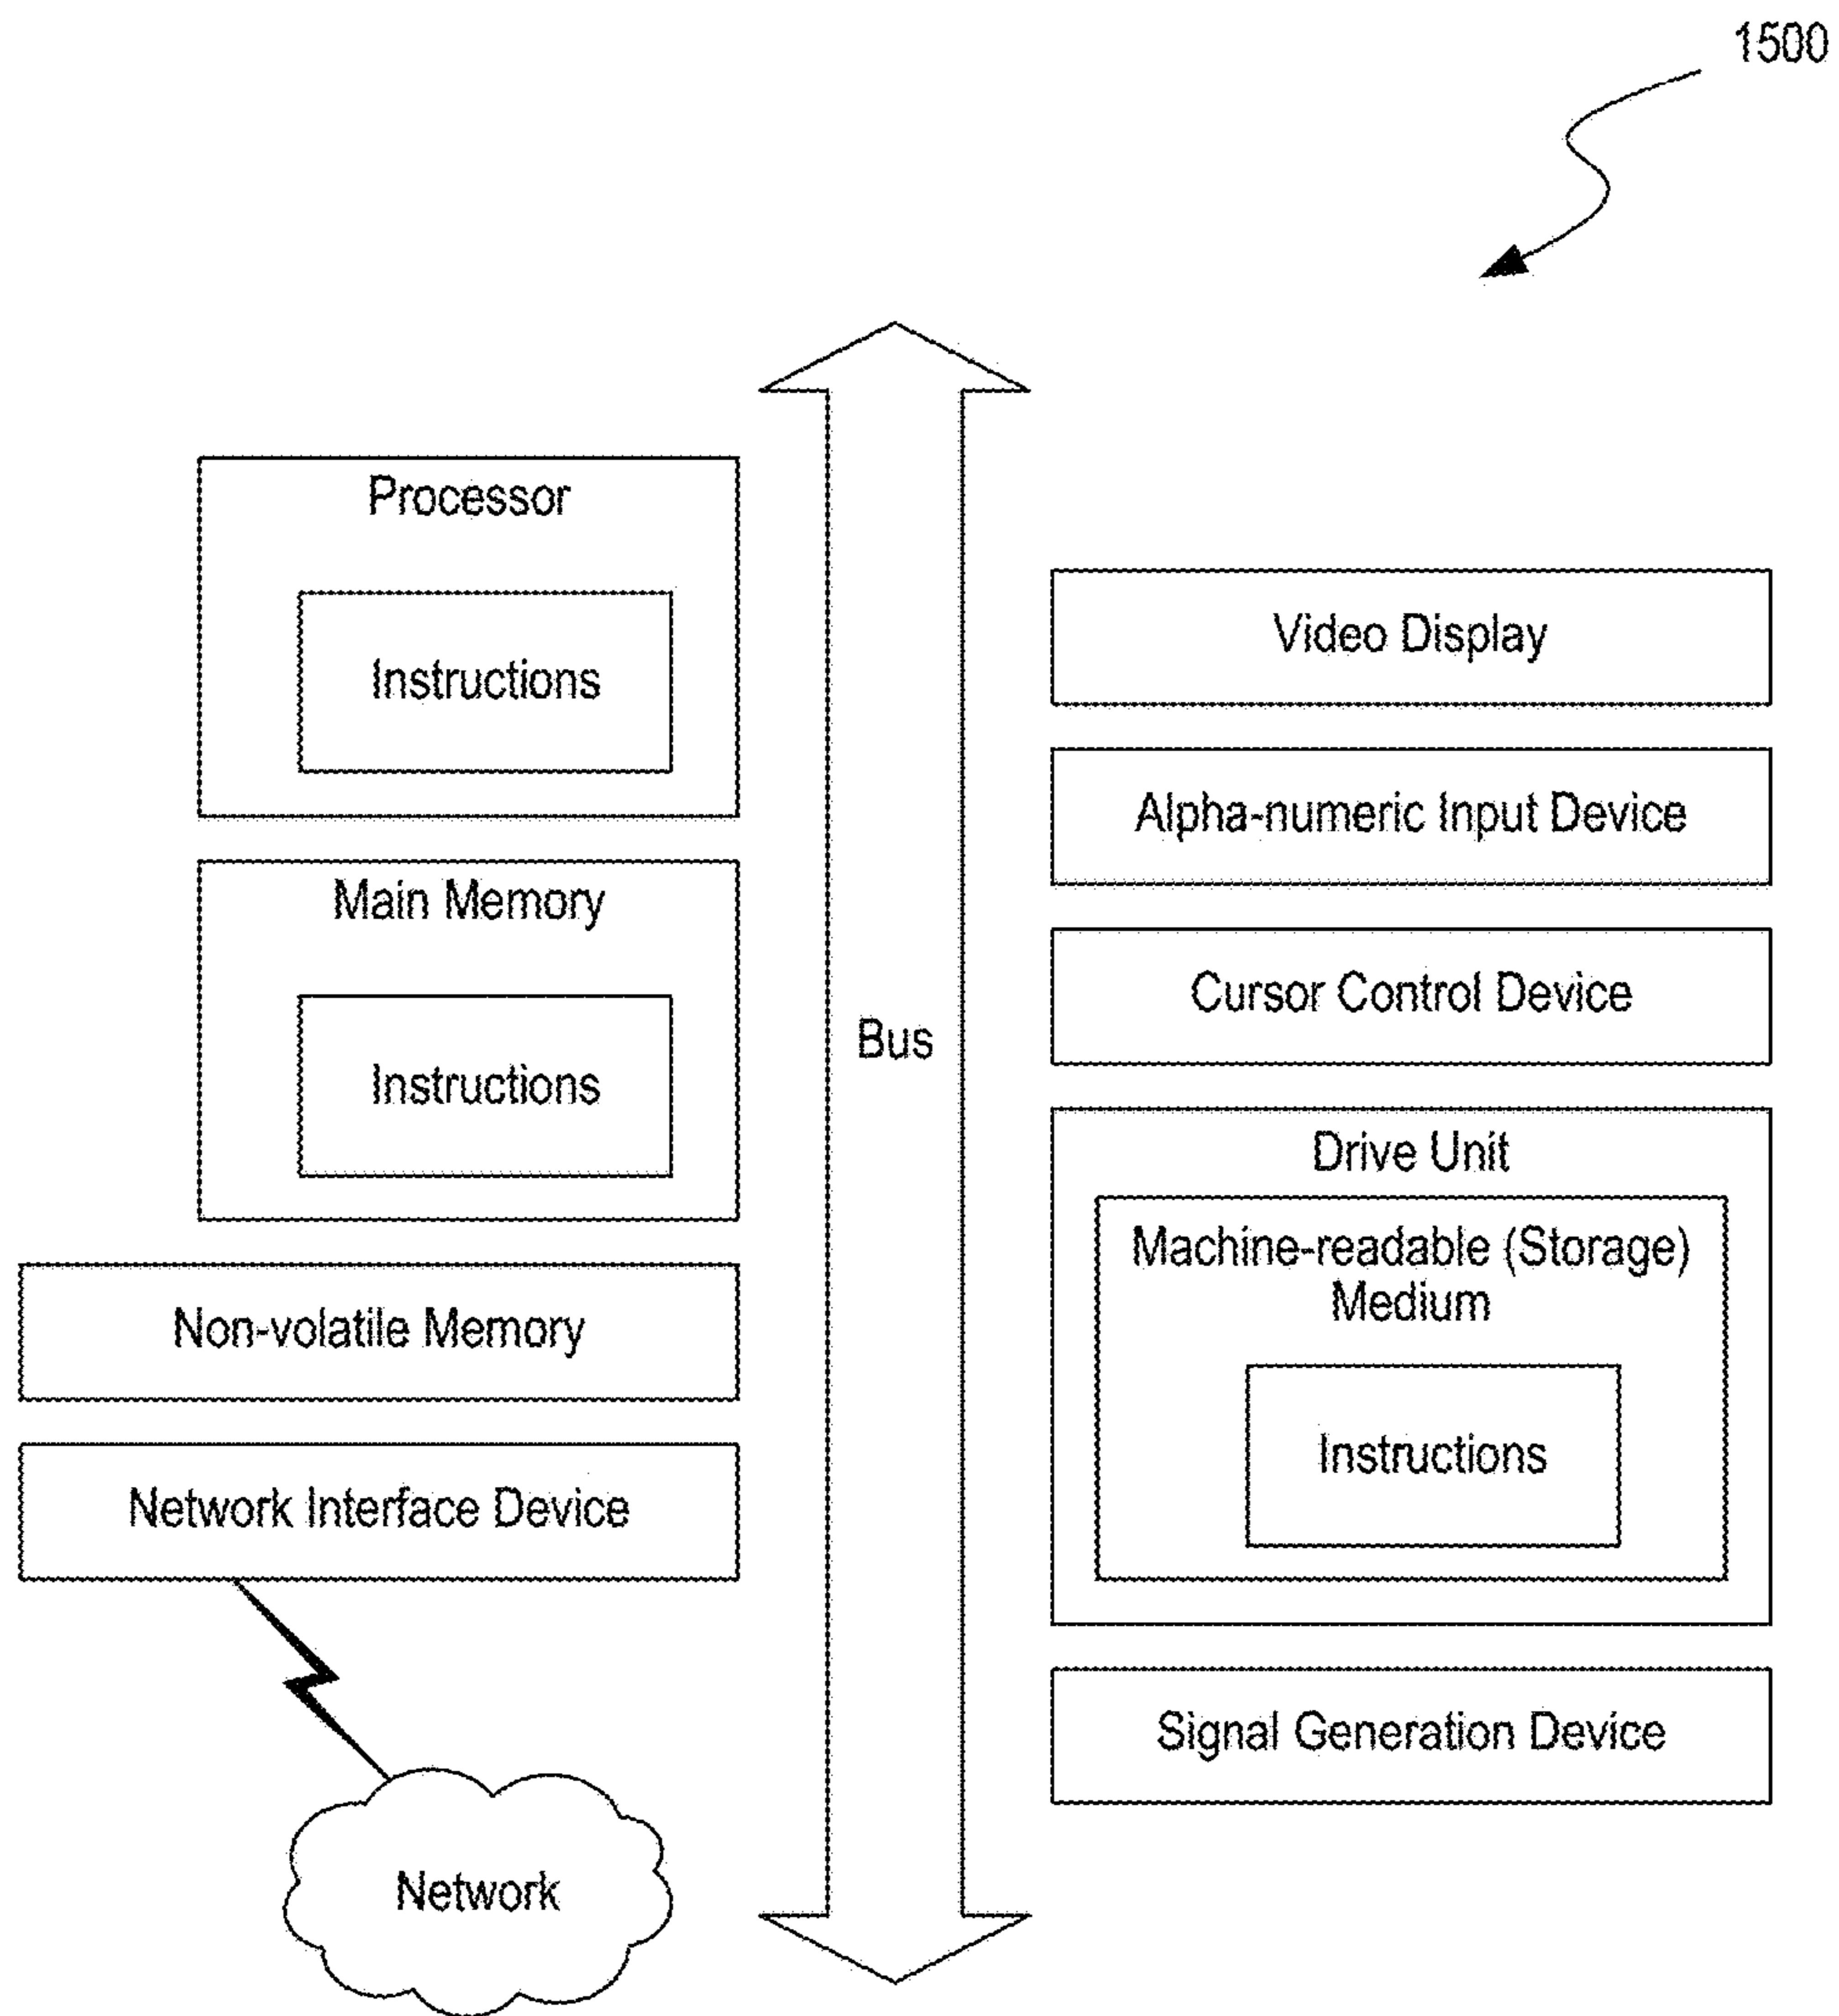 1500
Processor
Instructions
Main Memory
Instructions
Non-volatile Memory
Network Interface Device
Network
Bus
Video Display
Alpha-numeric Input Device
Cursor Control Device
Drive Unit
Machine-readable (Storage)
Medium
Instructions
Signal Generation Device